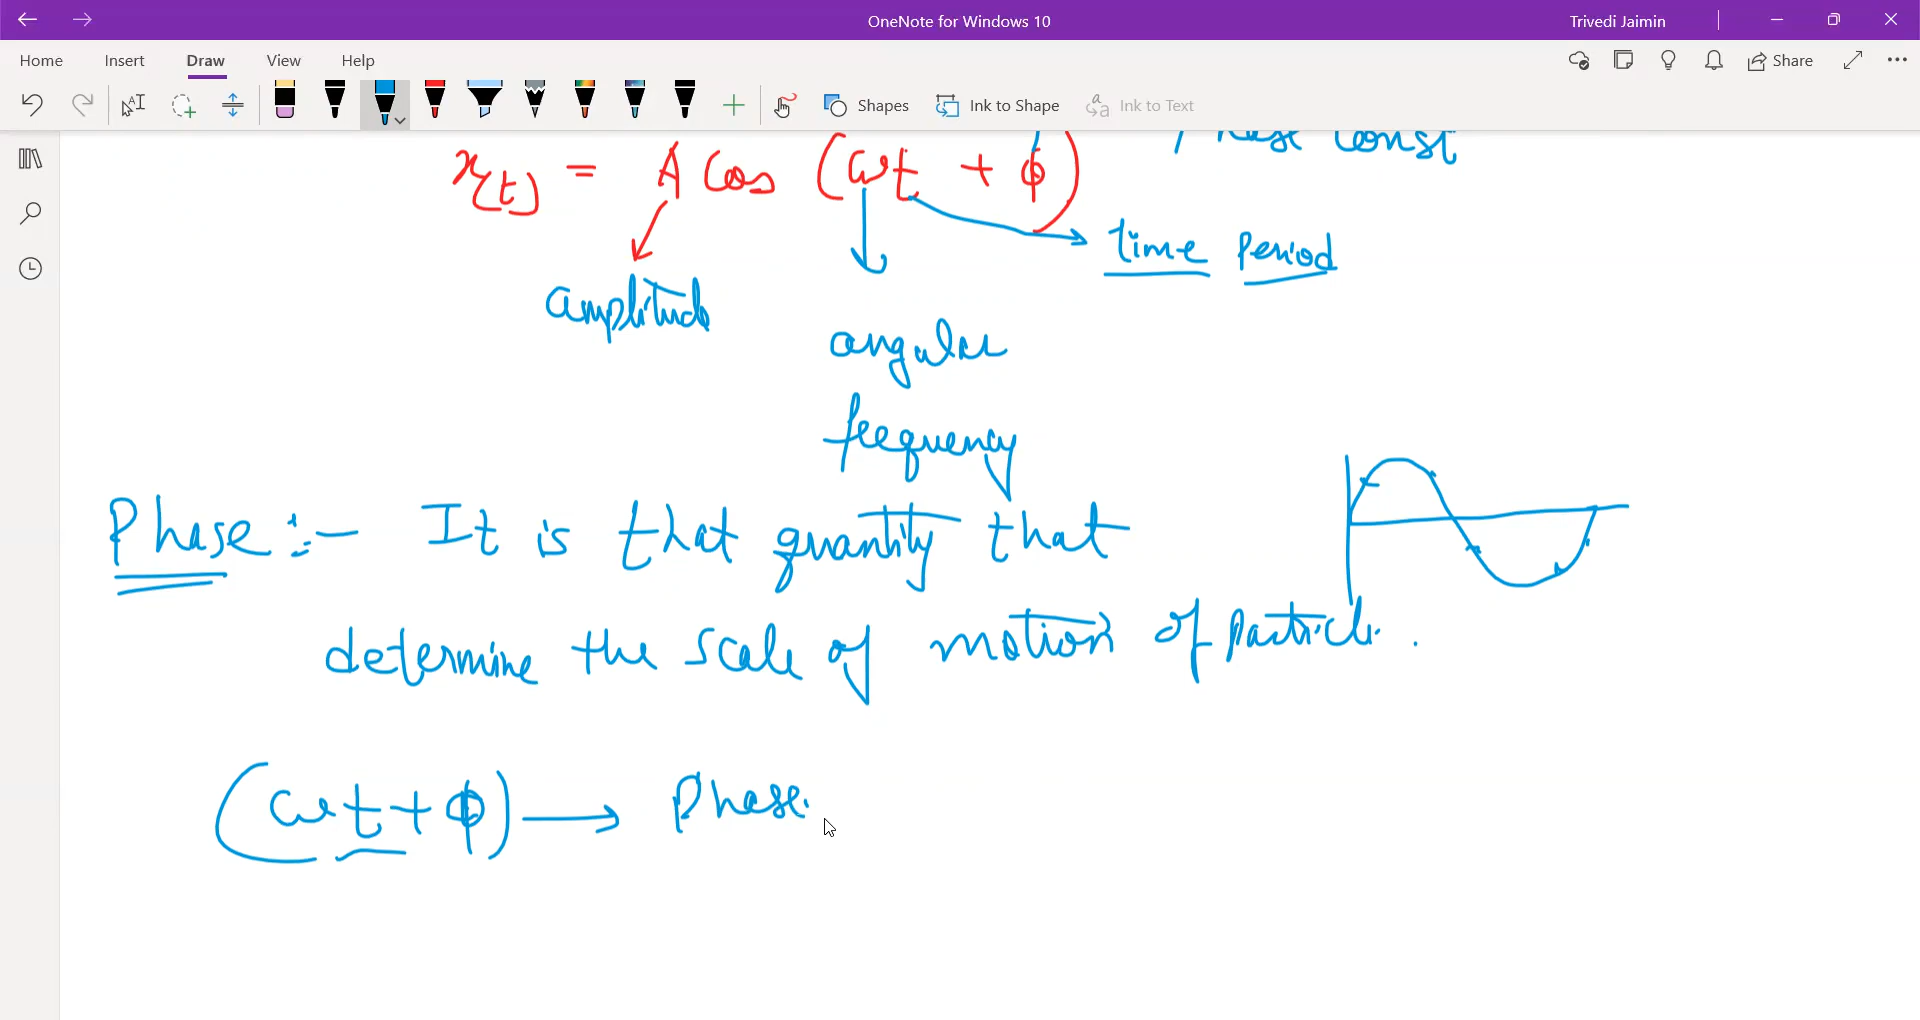 OneNote for Windows 10
Trivedi Jaimin
Home Insert Draw View Help
Share
Shapes Ink to Shape Ink to Text
Phase Const
x(t) = A Cos (ωt + ϕ)
time Period
amplitude
angular
frequency
Phase :- It is that quantity that
determine the Scale of motion of Particle.
(ωt + ϕ) → Phase.